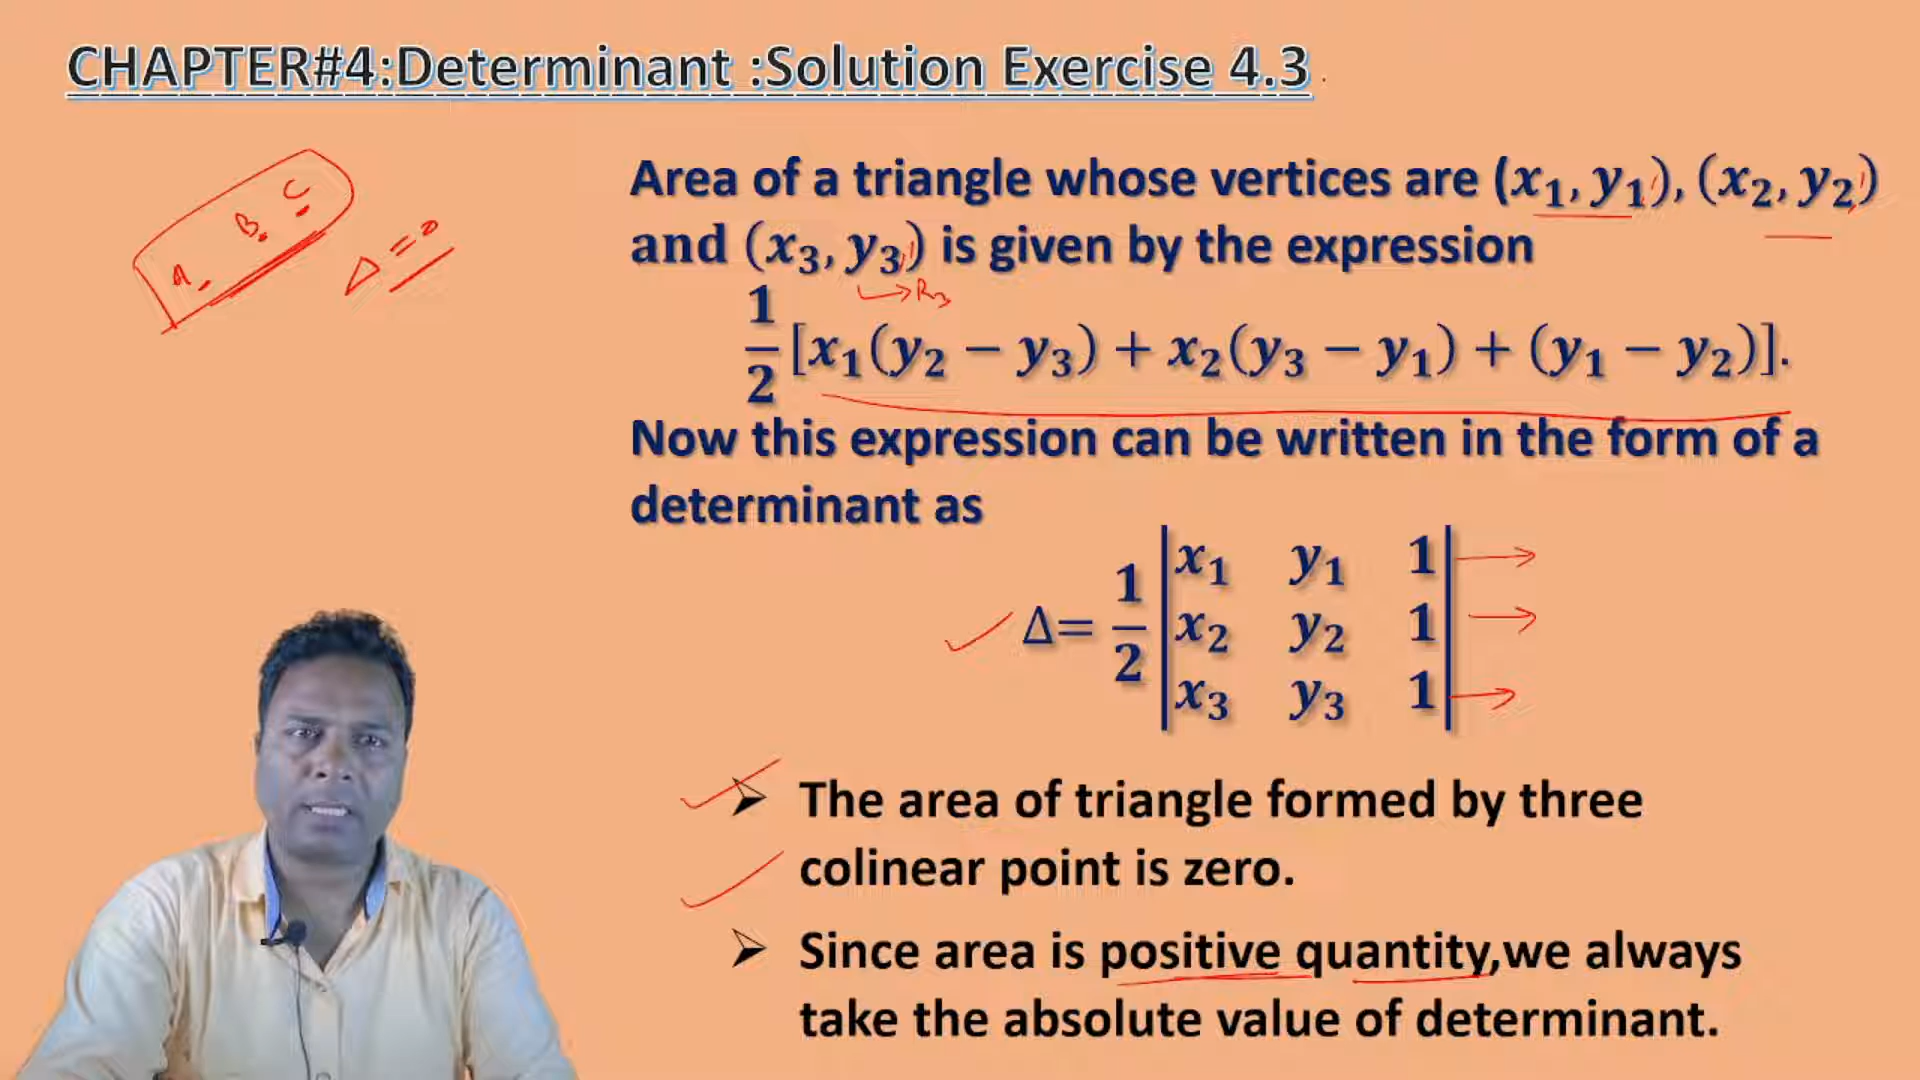 CHAPTER#4:Determinant :Solution Exercise 4.3
Area of a triangle whose vertices are (x₁, y₁), (x₂, y₂)
and (x₃, y₃) is given by the expression
→R₃
1/2 [x₁(y₂ − y₃) + x₂(y₃ − y₁) + (y₁ − y₂)].
A. B. C
Δ = 0
Now this expression can be written in the form of a
determinant as
Δ= 1/2 |x₁ y₁ 1|
|x₂ y₂ 1|
|x₃ y₃ 1|
➢ The area of triangle formed by three
colinear point is zero.
➢ Since area is positive quantity,we always
take the absolute value of determinant.